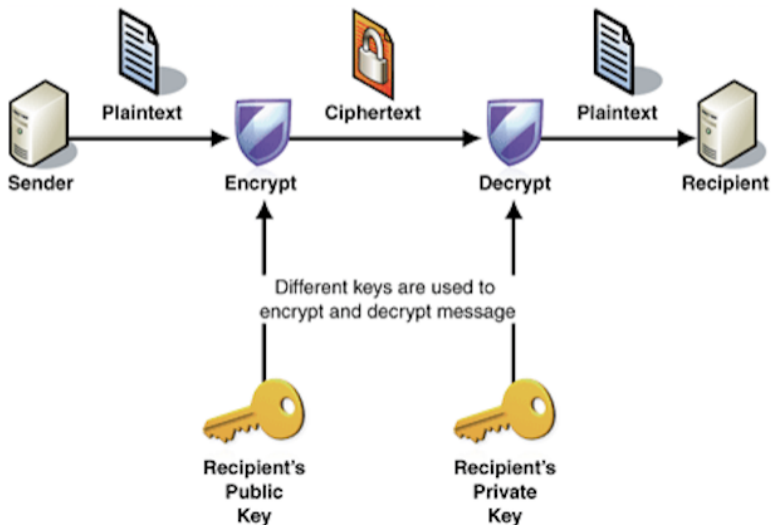 Plaintext
Ciphertext
Plaintext
Sender
Encrypt
Decrypt
Recipient
Different keys are used to
encrypt and decrypt message
Recipient's
Public
Key
Recipient's
Private
Key